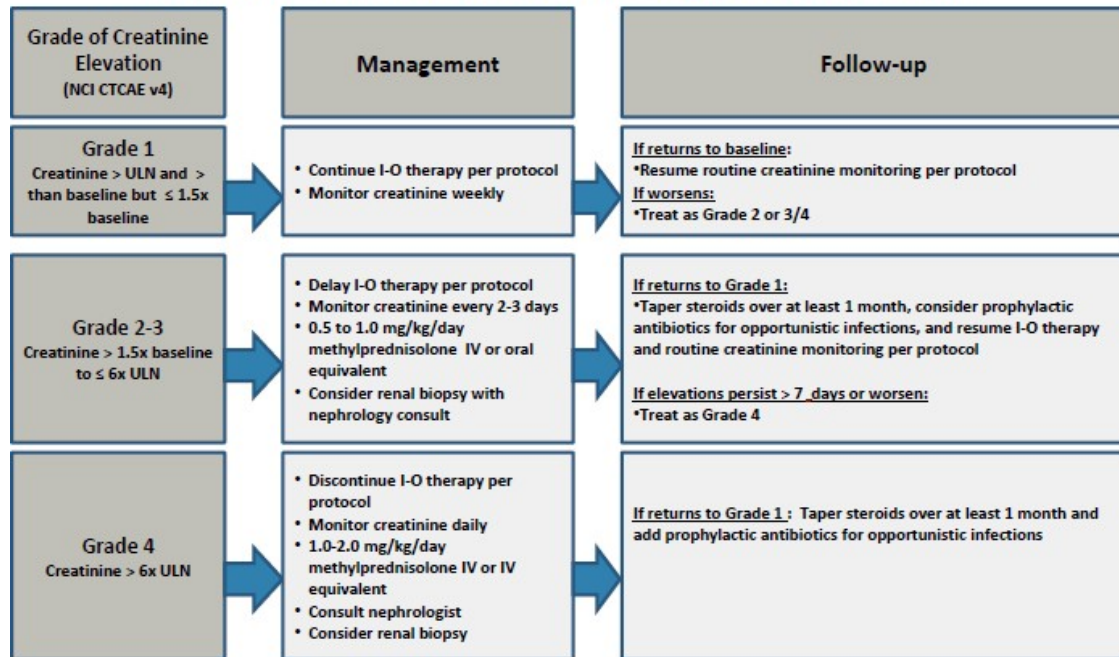 Grade of Creatinine
Elevation
(NCI CTCAE v4)
Management
Follow-up
Grade 1
Creatinine > ULN and >
than baseline but ≤ 1.5x
baseline
• Continue I-O therapy per protocol
• Monitor creatinine weekly
If returns to baseline:
•Resume routine creatinine monitoring per protocol
If worsens:
•Treat as Grade 2 or 3/4
Grade 2-3
Creatinine > 1.5x baseline
to ≤ 6x ULN
• Delay I-O therapy per protocol
• Monitor creatinine every 2-3 days
• 0.5 to 1.0 mg/kg/day
methylprednisolone IV or oral
equivalent
• Consider renal biopsy with
nephrology consult
If returns to Grade 1:
•Taper steroids over at least 1 month, consider prophylactic
antibiotics for opportunistic infections, and resume I-O therapy
and routine creatinine monitoring per protocol
If elevations persist > 7 days or worsen:
•Treat as Grade 4
Grade 4
Creatinine > 6x ULN
• Discontinue I-O therapy per
protocol
• Monitor creatinine daily
• 1.0-2.0 mg/kg/day
methylprednisolone IV or IV
equivalent
• Consult nephrologist
• Consider renal biopsy
If returns to Grade 1 : Taper steroids over at least 1 month and
add prophylactic antibiotics for opportunistic infections